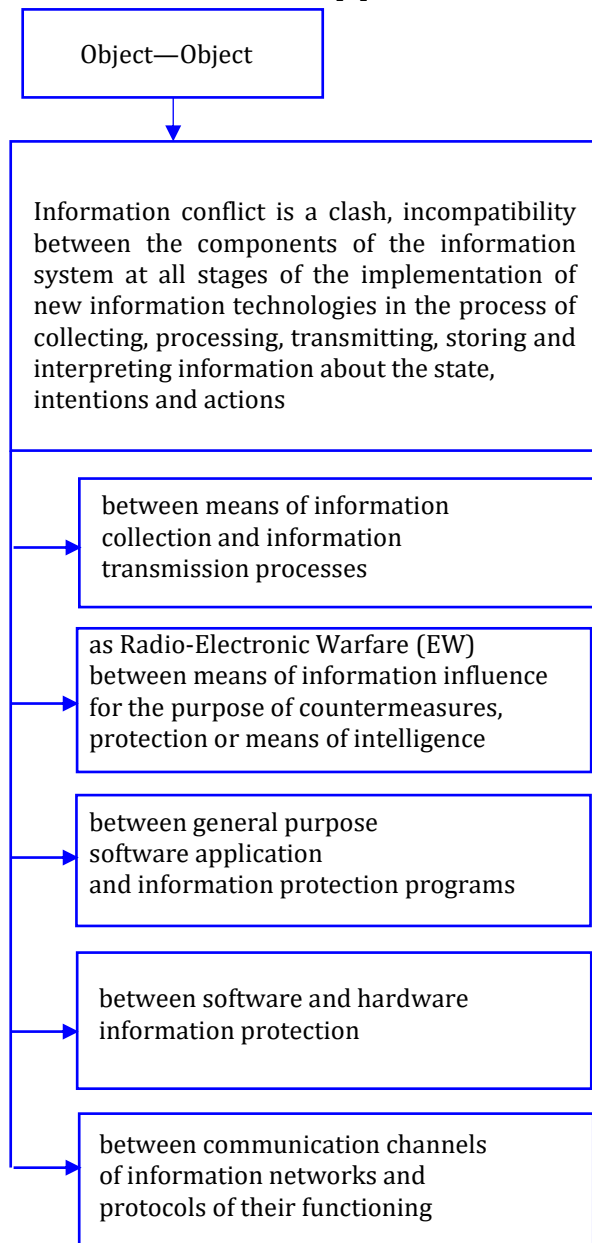 Object—Object
Information conflict is a clash, incompatibility
between the components of the information
system at all stages of the implementation of
new information technologies in the process of
collecting, processing, transmitting, storing and
interpreting information about the state,
intentions and actions
between means of information
collection and information
transmission processes
as Radio-Electronic Warfare (EW)
between means of information influence
for the purpose of countermeasures,
protection or means of intelligence
between general purpose
software application
and information protection programs
between software and hardware
information protection
between communication channels
of information networks and
protocols of their functioning